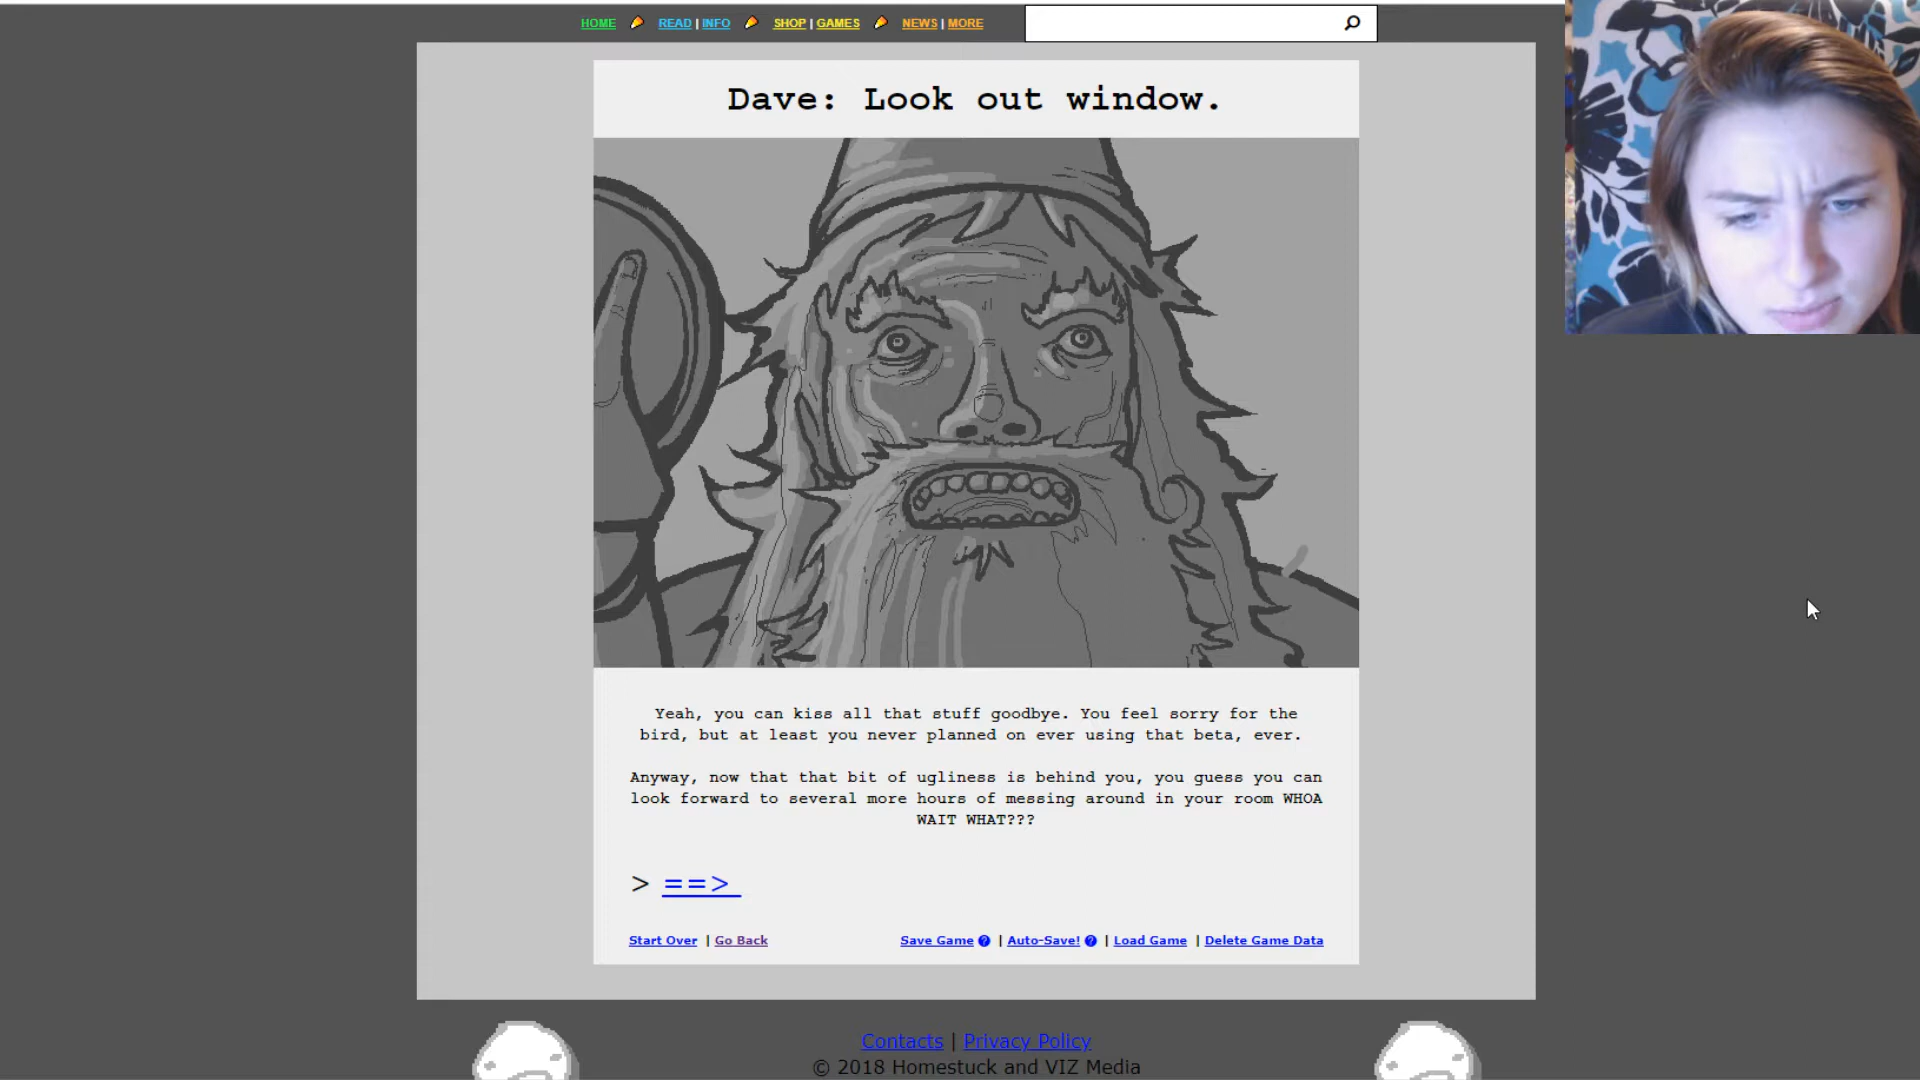 HOME READ | INFO SHOP | GAMES NEWS | MORE
Dave: Look out window.
Yeah, you can kiss all that stuff goodbye. You feel sorry for the
bird, but at least you never planned on ever using that beta, ever.
Anyway, now that that bit of ugliness is behind you, you guess you can
look forward to several more hours of messing around in your room WHOA
WAIT WHAT???
> ==>
Start Over | Go Back Save Game ? | Auto-Save! ? | Load Game | Delete Game Data
Contacts | Privacy Policy
© 2018 Homestuck and VIZ Media